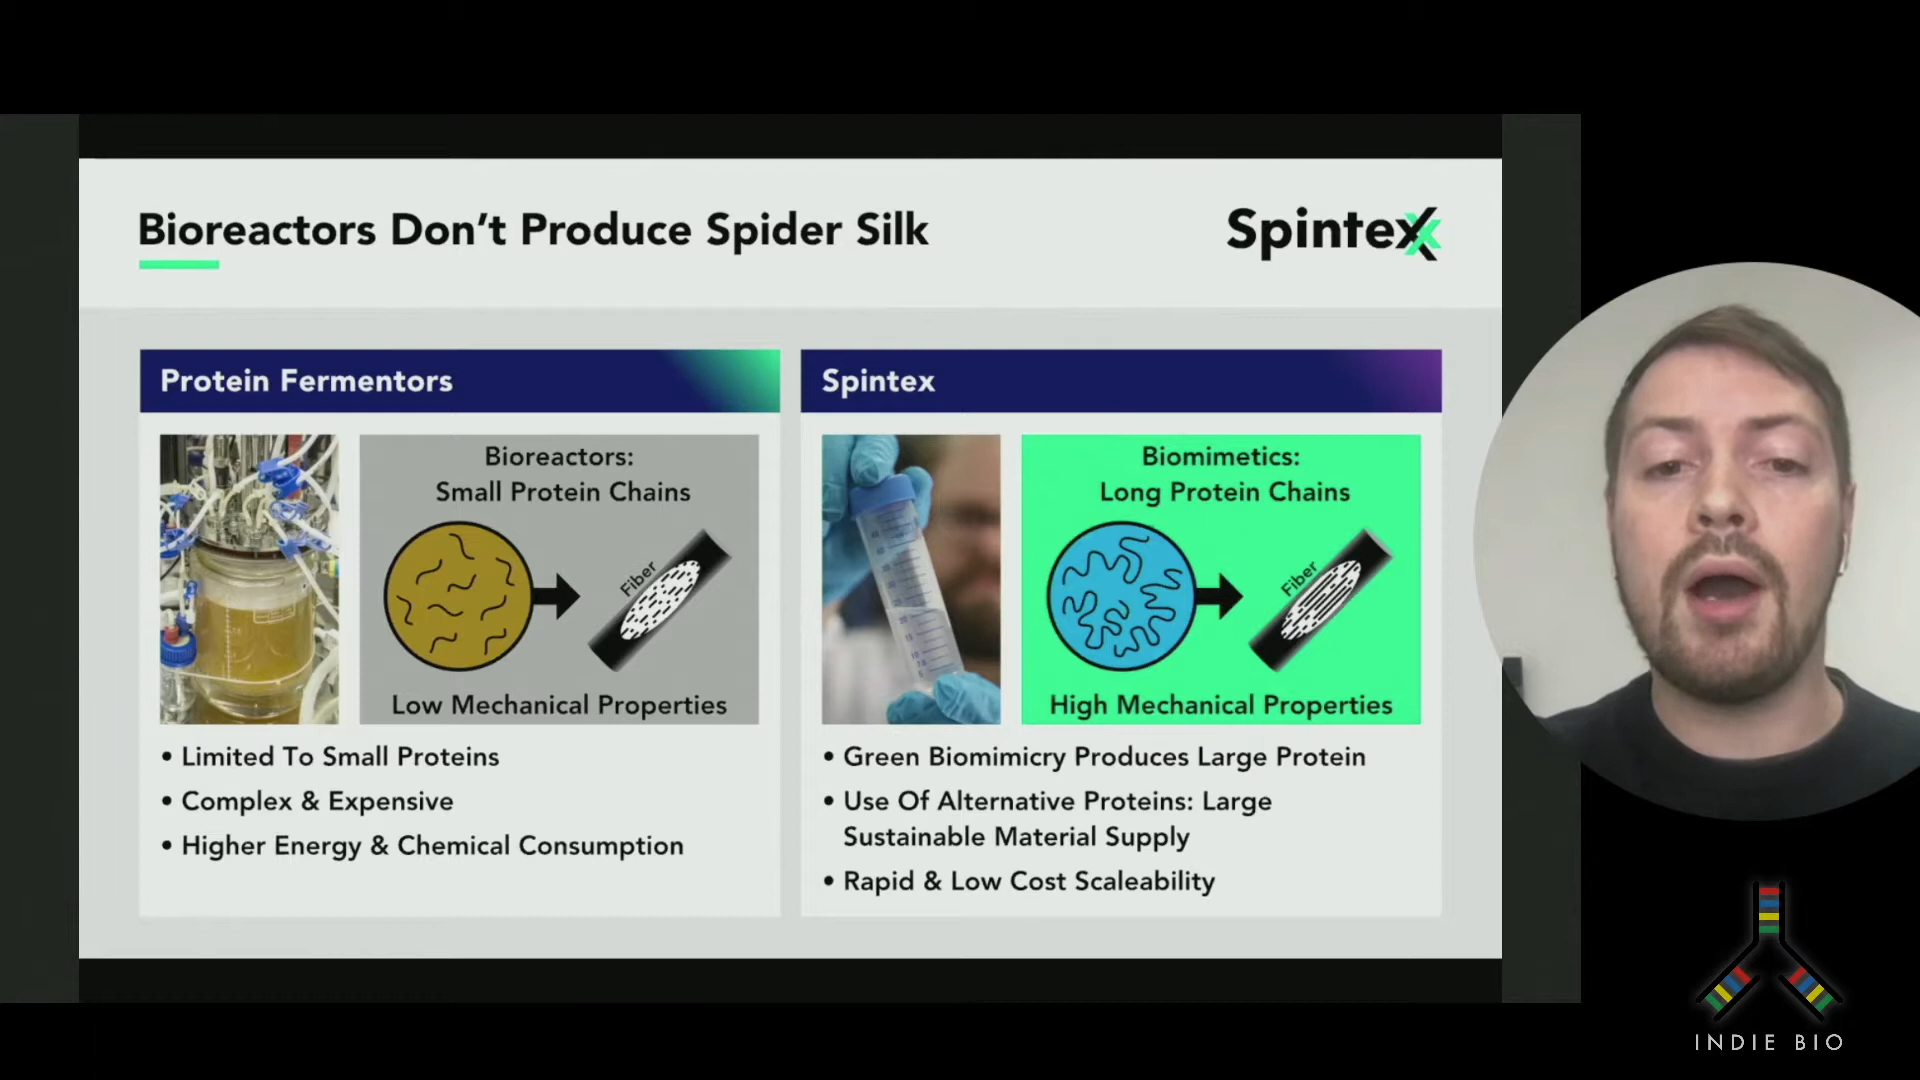 Bioreactors Don't Produce Spider Silk
Spintex
Protein Fermentors
Bioreactors:
Small Protein Chains
Fiber
Low Mechanical Properties
• Limited To Small Proteins
• Complex & Expensive
• Higher Energy & Chemical Consumption
Spintex
Biomimetics:
Long Protein Chains
Fiber
High Mechanical Properties
• Green Biomimicry Produces Large Protein
• Use Of Alternative Proteins: Large
Sustainable Material Supply
• Rapid & Low Cost Scaleability
INDIE BIO